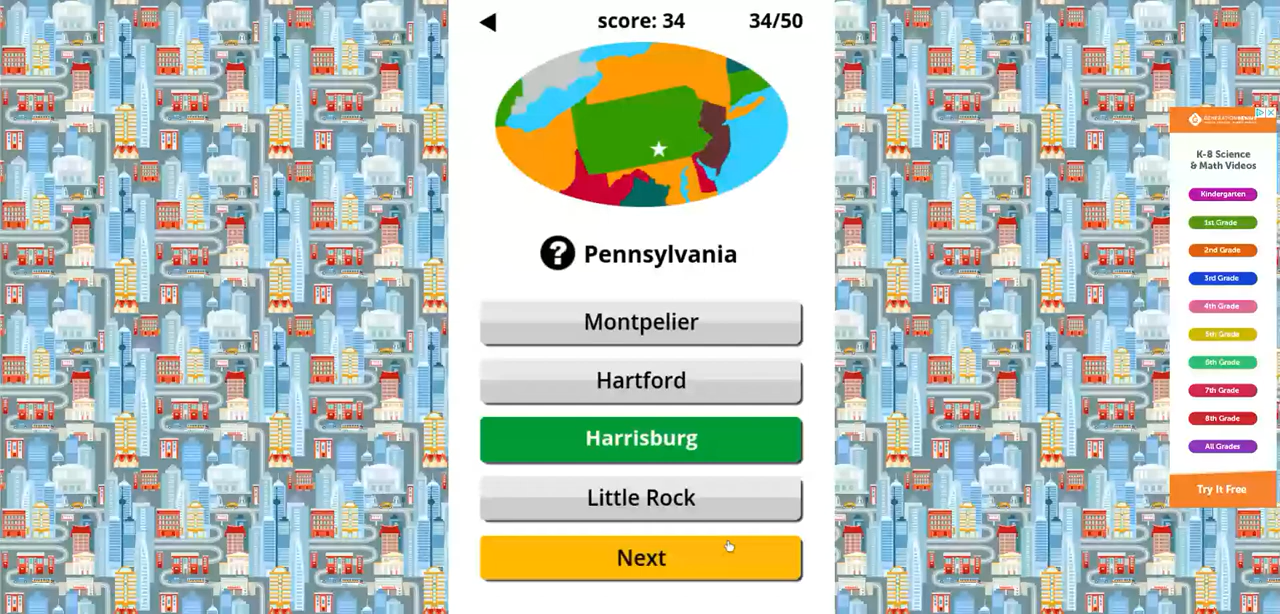 score: 34
34/50
? Pennsylvania
Montpelier
Hartford
Harrisburg
Little Rock
Next
K-8 Science
& Math Videos
Kindergarten
1st Grade
2nd Grade
3rd Grade
4th Grade
5th Grade
6th Grade
7th Grade
8th Grade
All Grades
Try It Free